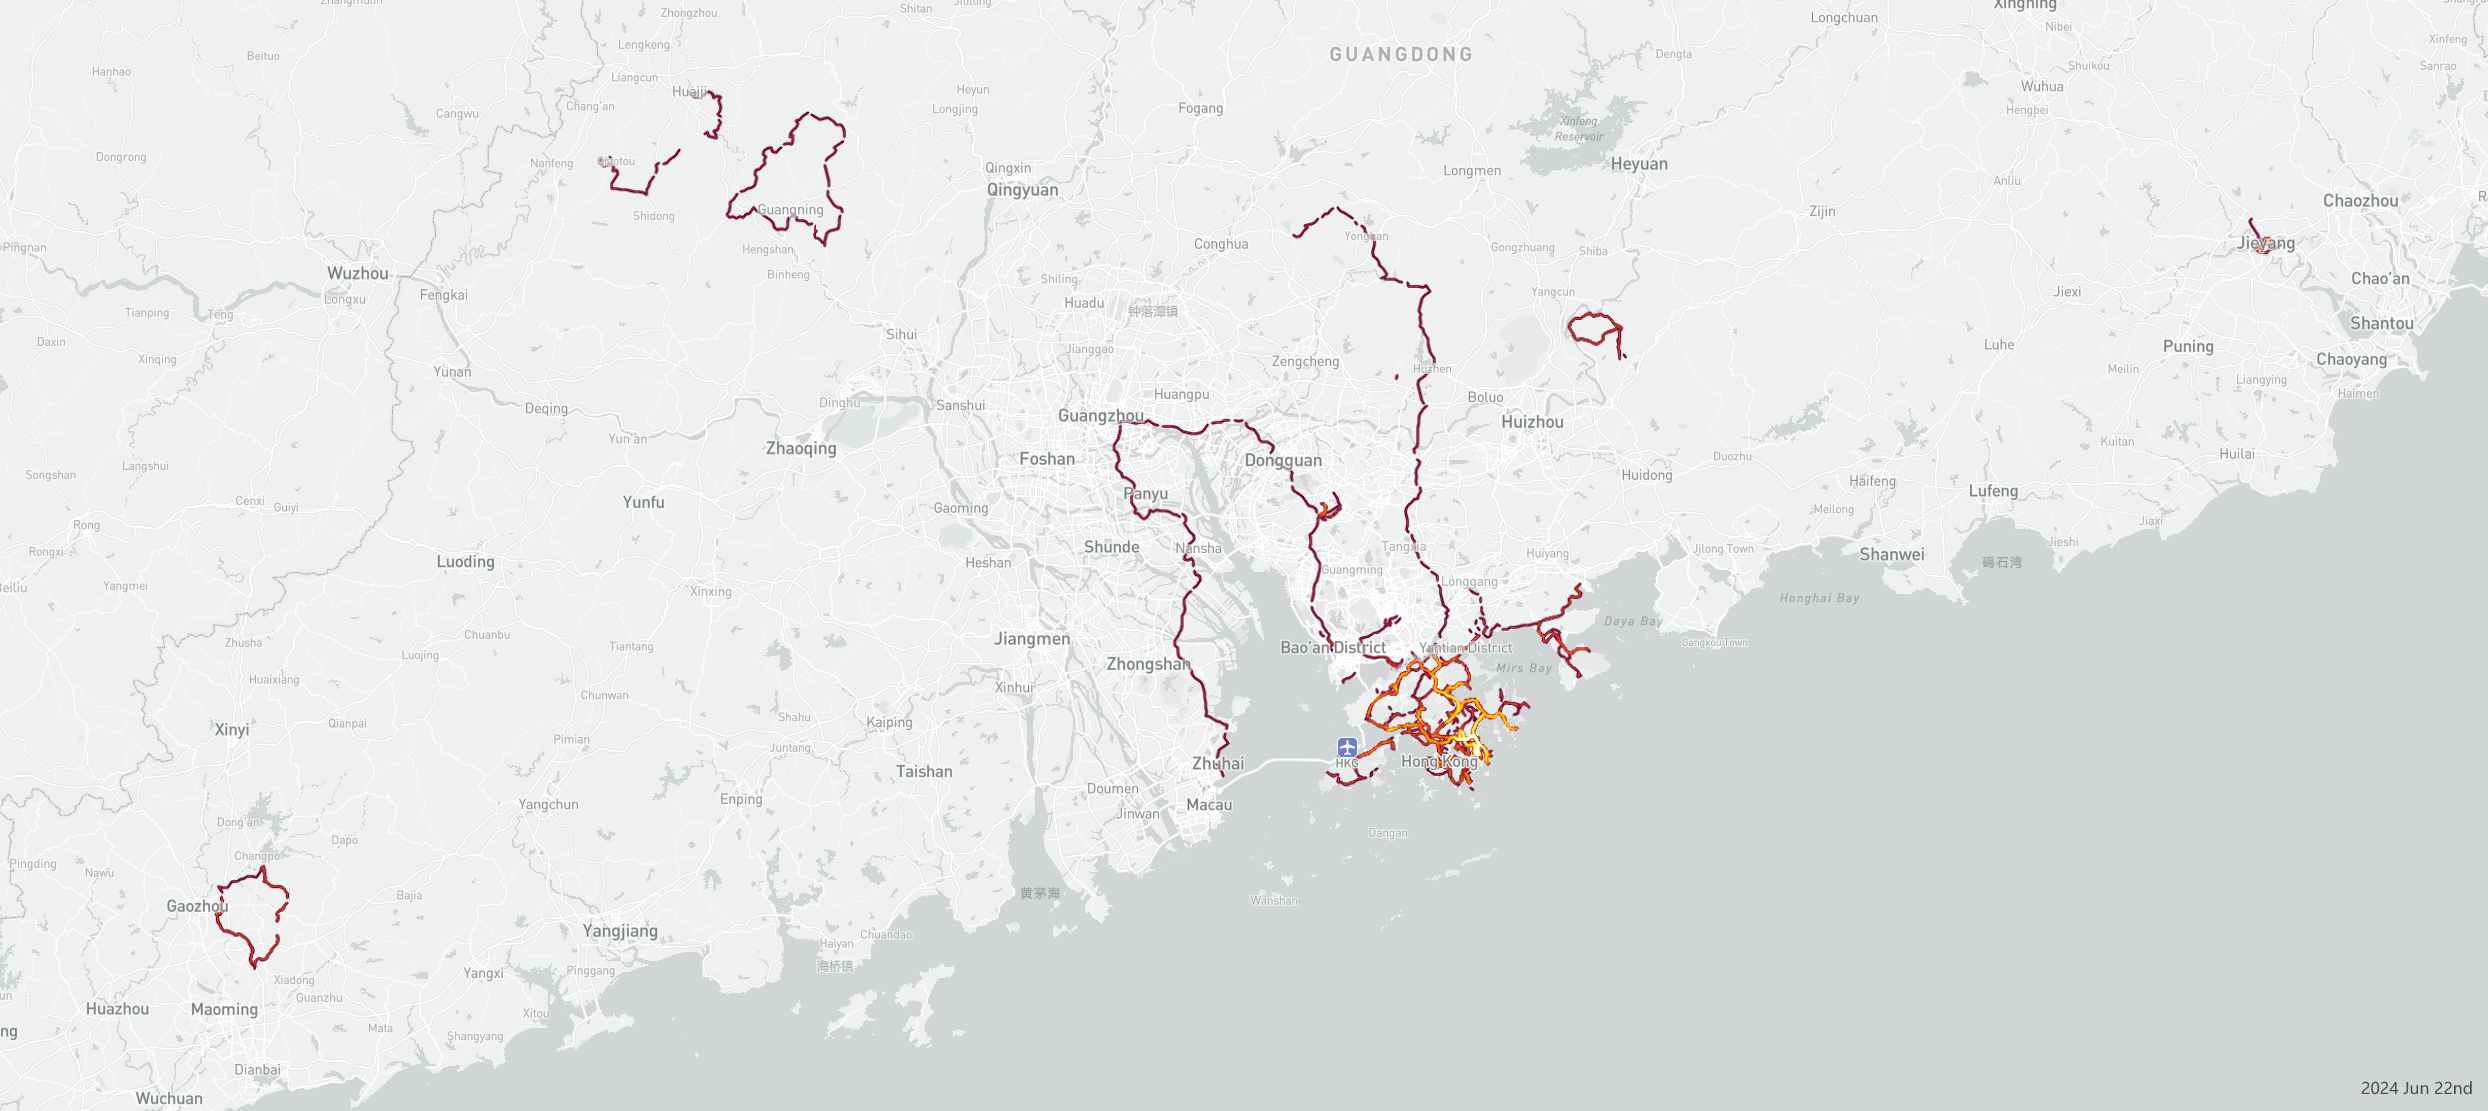 Zhangmulin
Zhongzhou
Shitan
Jiufong
Xingning
Longchuan
Nibei
Lengkeng
Beituo
GUANGDONG
Dengta
Xinfeng
Shuikou
Sanrao
Hanhao
Liangcun
Huaiji
Heyun
Wuhua
Chang'an
Longjing
Fogang
Hengbei
Cangwu
Xinfeng
Reservoir
Dongrong
Nanfeng
Qingxin
Heyuan
Longmen
Qingyuan
Anliu
Chaozhou
Shidong
Guangning
Zijin
Pingnan
Hengshan
Conghua
Yonghan
Gongzhuang
Shiba
Jieyang
Wuzhou
Binheng
Shiling
Chao'an
Longxu
Fengkai
Huadu
Yangcun
Jiexi
Tianping
Teng
钟落潭镇
Shantou
Daxin
Sihui
Jianggao
Luhe
Puning
Xinqing
Zengcheng
Chaoyang
Yunan
Huzhen
Meilin
Liangying
Haimen
Deqing
Dinghu
Sanshui
Huangpu
Boluo
Guangzhou
Huizhou
Yun'an
Zhaoqing
Kuitan
Foshan
Dongguan
Duozhu
Huilai
Songshan
Langshui
Huidong
Haifeng
Lufeng
Cenxi
Guiyi
Yunfu
Panyu
Gaoming
Meilong
Rong
Jiaxi
Rongxi
Shunde
Nansha
Tangxia
Huiyang
Jilong Town
Shanwei
Jieshi
Luoding
Heshan
Guangming
碣石湾
Beiliu
Yangmei
Xinxing
Longgang
Honghai Bay
Daya Bay
Zhusha
Chuanbu
Tiantang
Jiangmen
Bao'an District
Yantian District
Gangkou Town
Luojing
Zhongshan
Mirs Bay
Huaixiang
Chunwan
Xinhui
Xinyi
Qianpai
Shahu
Kaiping
Pimian
Juntang
Taishan
Zhuhai
HKG
Hong Kong
Yangchun
Enping
Doumen
Macau
Jinwan
Dong'an
Dapo
Dangan
Pingding
Changpo
Nawu
Bajia
黄茅海
Wanshan
Gaozhou
Yangjiang
Haiyan
Chuandao
海桥镇
Yangxi
Pinggang
Xiadong
Guanzhu
Huazhou
Maoming
Xitou
Mata
Shangyang
Dianbai
Wuchuan
2024 Jun 22nd